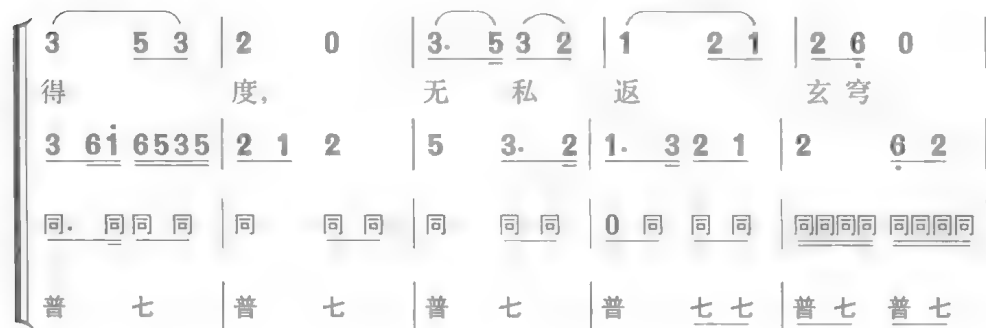 3 5 3 | 2 0 | 3. 5 3 2 | 1 2 1 | 2 6 0 |
得 度, 无 私 返 玄 穹
3 61 6535 | 2 1 2 | 5 3. 2 | 1. 3 2 1 | 2 6 2 |
同. 同同 同 | 同 同 同 | 同 同 同 | 0 同 同 同 | 同同同同 同同同同
普 七 | 普 七 | 普 七 | 普 七 七 | 普 七 普 七 |